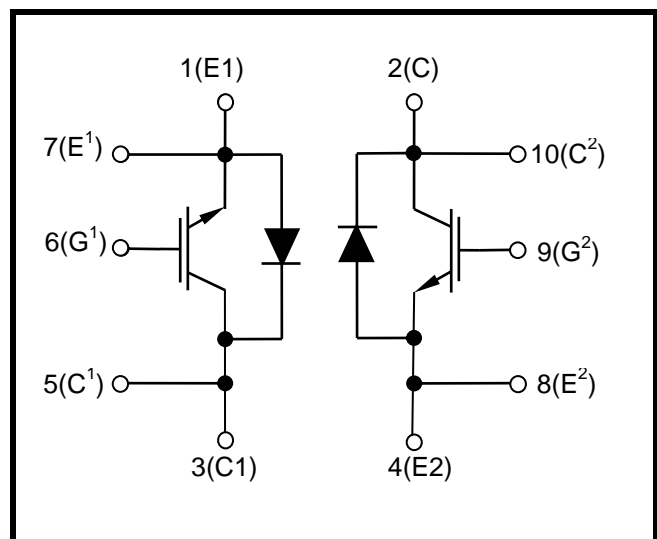 1(E1) 2(C)
7(E¹) 10(C²)
6(G¹) 9(G²)
5(C¹) 8(E²)
3(C1) 4(E2)